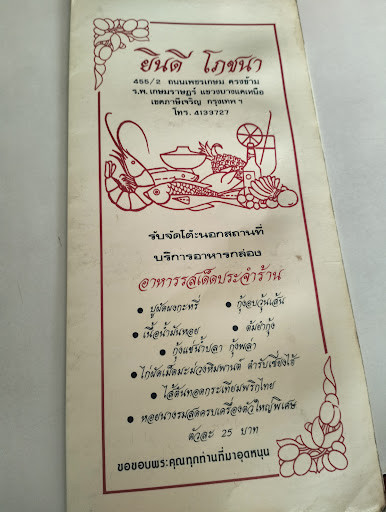 ยินดี โภชนา
455/2 ถนนเพชรเกษม ตรงข้าม
ร.พ.เกษมราษฎร์ แขวงบางแคเหนือ
เขตภาษีเจริญ กรุงเทพ ฯ
โทร. 4133727
รับจัดโต๊ะนอกสถานที่
บริการอาหารกล่อง
อาหารรสเด็ดประจำร้าน
• ปูผัดผงกะหรี่ • กุ้งอบวุ้นเส้น
• เนื้อน้ำมันหอย • ต้มยำกุ้ง
• กุ้งแช่น้ำปลา กุ้งพล่า
• ไก่ผัดเม็ดมะม่วงหิมพานต์ ตำรับเซี่ยงไฮ้
• ไส้ตันทอดกระเทียมพริกไทย
• หอยนางรมสดครบเครื่องตัวใหญ่พิเศษ
ตัวละ 25 บาท
ขอขอบพระคุณทุกท่านที่มาอุดหนุน